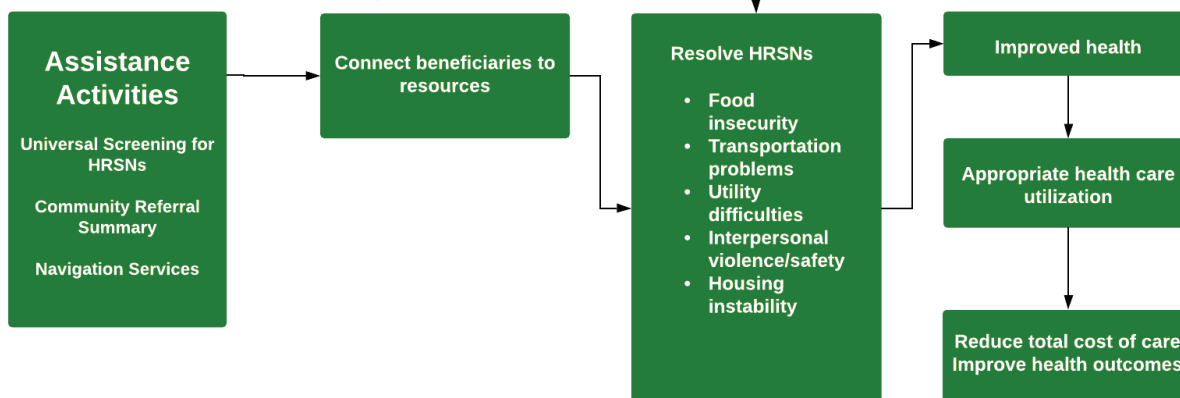 Assistance
Activities
Universal Screening for
HRSNs
Community Referral
Summary
Navigation Services
Connect beneficiaries to
resources
Resolve HRSNs
• Food
insecurity
• Transportation
problems
• Utility
difficulties
• Interpersonal
violence/safety
• Housing
instability
Improved health
Appropriate health care
utilization
Reduce total cost of care
Improve health outcomes